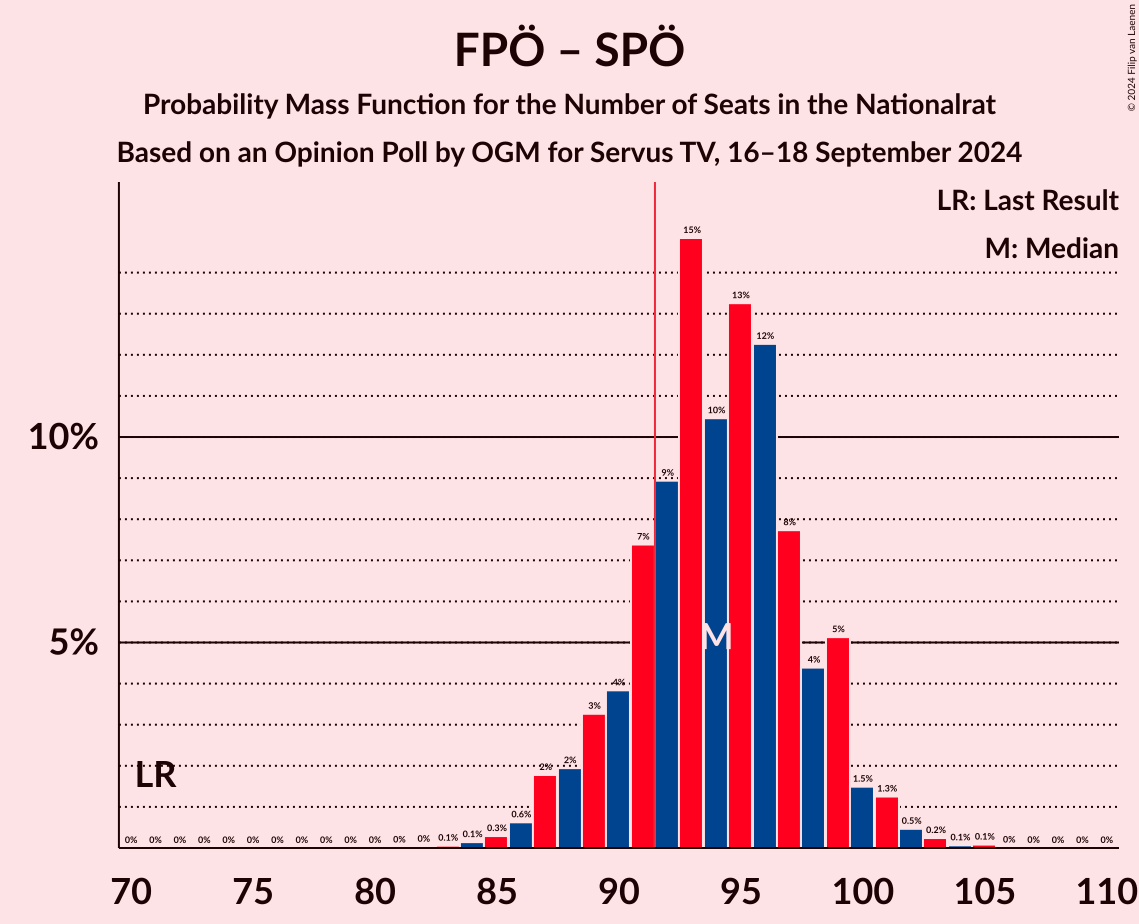 FPÖ – SPÖ
Probability Mass Function for the Number of Seats in the Nationalrat
Based on an Opinion Poll by OGM for Servus TV, 16–18 September 2024
© 2024 Filip van Laenen
LR: Last Result
M: Median
15%
13%
12%
10%
10%
9%
8%
7%
M
5%
5%
4%
4%
3%
LR
2%
2%
1.5%
1.3%
0.6%
0.5%
0% 0% 0% 0% 0% 0% 0% 0% 0% 0% 0% 0% 0% 0.1% 0.1% 0.3% 0.2% 0.1% 0.1% 0% 0% 0% 0% 0%
70 75 80 85 90 95 100 105 110